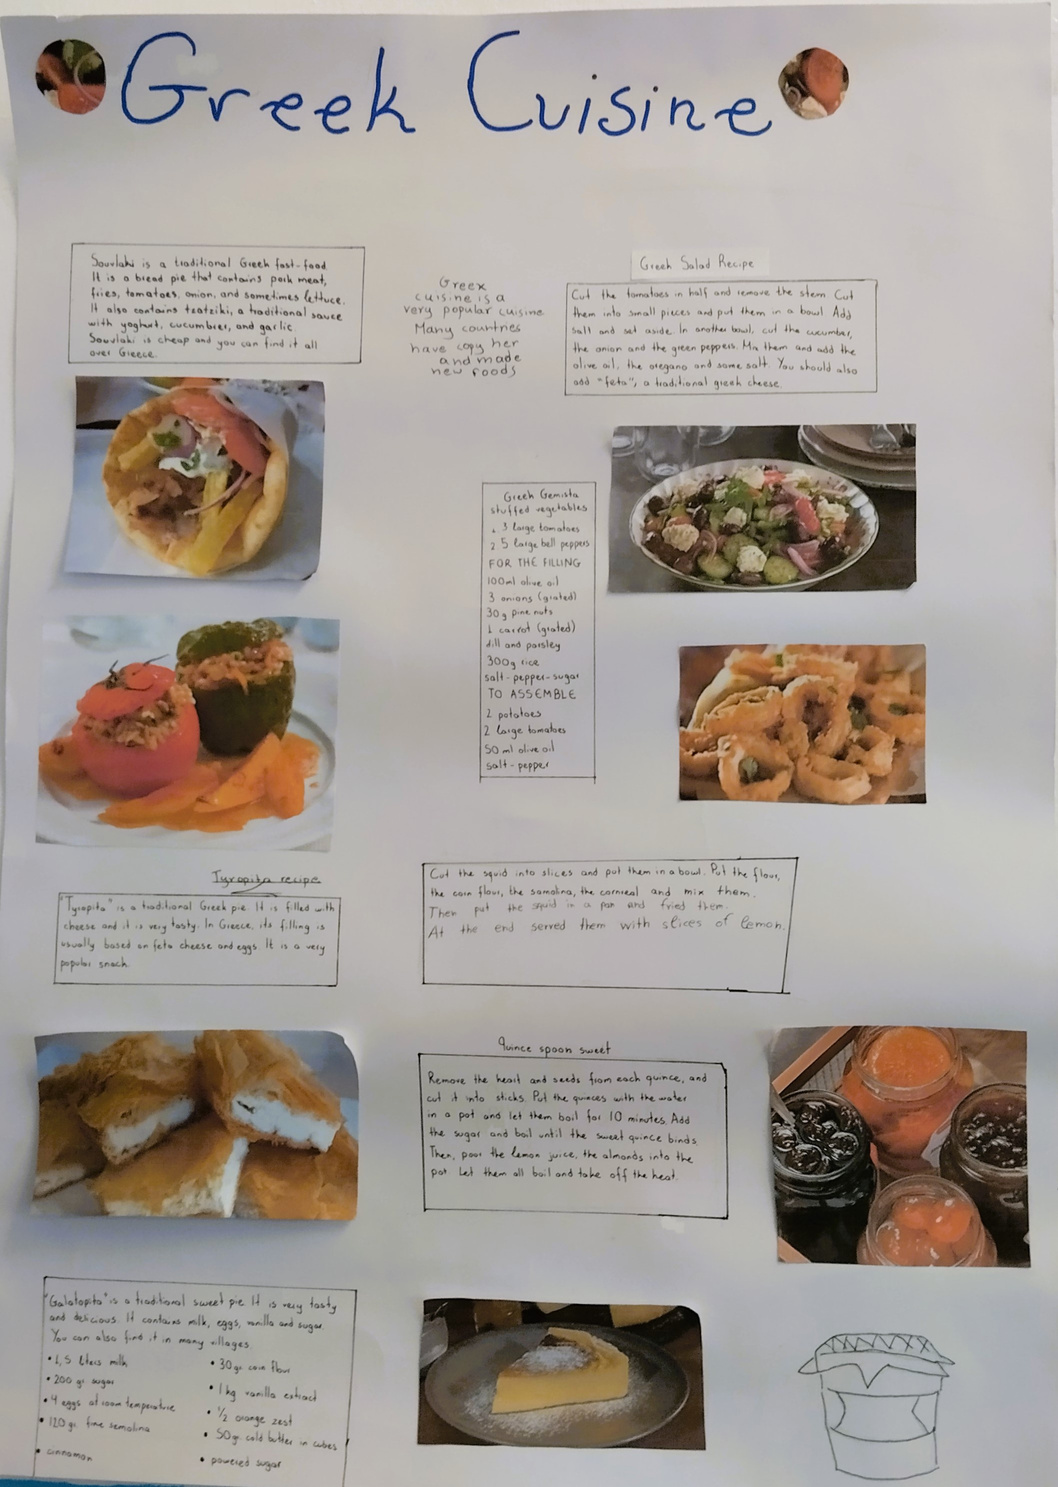 Greek Cuisine
Souvlaki is a traditional Greek fast-food.
It is a bread pie that contains pork meat,
fries, tomatoes, onion, and sometimes lettuce.
It also contains tzatziki, a traditional sauce
with yoghurt, cucumbers, and garlic.
Souvlaki is cheap and you can find it all
over Greece.
Greek
cuisine is a
very popular cuisine
Many countries
have copy her
and made
new foods
Greek Salad Recipe
Cut the tomatoes in half and remove the stem Cut
them into small pieces and put them in a bowl Add
salt and set aside. In another bowl, cut the cucumber,
the onion and the green peppers. Mix them and add the
olive oil, the oregano and some salt. You should also
add "feta", a traditional greek cheese.
Greek Gemista
stuffed vegetables
1. 3 large tomatoes
2. 5 large bell peppers
FOR THE FILLING
100ml olive oil
3 onions (grated)
30g pine nuts
1 carrot (grated)
dill and parsley
300g rice
salt-pepper-sugar
TO ASSEMBLE
2 potatoes
2 large tomatoes
50 ml olive oil
salt-pepper
Tyropita recipe
"Tyropita" is a traditional Greek pie. It is filled with
cheese and it is very tasty. In Greece, its filling is
usually based on feta cheese and eggs. It is a very
popular snack.
Cut the squid into slices and put them in a bowl. Put the flour,
the corn flour, the samolina, the cornmeal and mix them.
Then put the squid in a pan and fried them.
At the end served them with slices of lemon.
quince spoon sweet
Remove the heart and seeds from each quince, and
cut it into sticks. Put the quinces with the water
in a pot and let them boil for 10 minutes. Add
the sugar and boil until the sweet quince binds.
Then, poor the lemon juice, the almonds into the
pot. Let them all boil and take off the heat.
"Galatopita" is a traditional sweet pie. It is very tasty
and delicious. It contains milk, eggs, vanilla and sugar.
You can also find it in many villages.
• 1,5 liters milk
• 200 gr. sugar
• 4 eggs at room temperature
• 120 gr. fine semolina
• cinnamon
• 30 gr. corn flour
• 1 kg vanilla extract
• 1/2 orange zest
• 50 gr. cold butter in cubes
• powered sugar